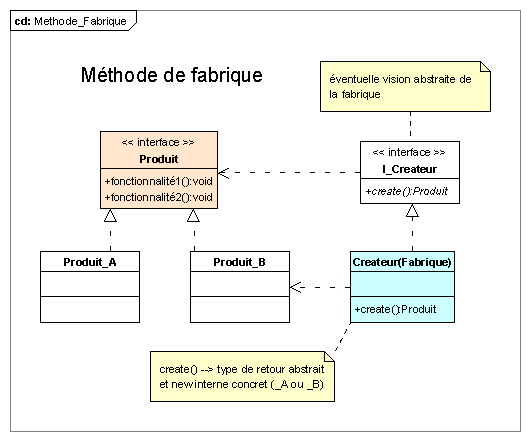 cd: Methode_Fabrique
Méthode de fabrique
éventuelle vision abstraite de
la fabrique
<< interface >>
Produit
+fonctionnalité1():void
+fonctionnalité2():void
<< interface >>
I_Createur
+create():Produit
Produit_A
Produit_B
Createur(Fabrique)
+create():Produit
create() --> type de retour abstrait
et new interne concret (_A ou _B)